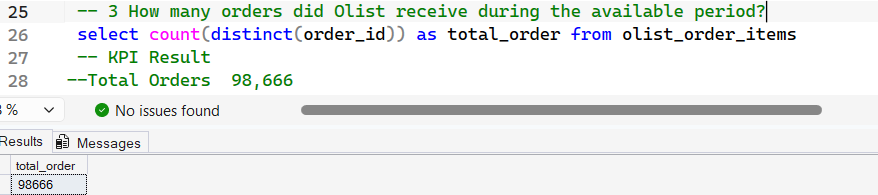 25 -- 3 How many orders did Olist receive during the available period?
26 select count(distinct(order_id)) as total_order from olist_order_items
27 -- KPI Result
28 --Total Orders  98,666
% No issues found
Results Messages
total_order
98666